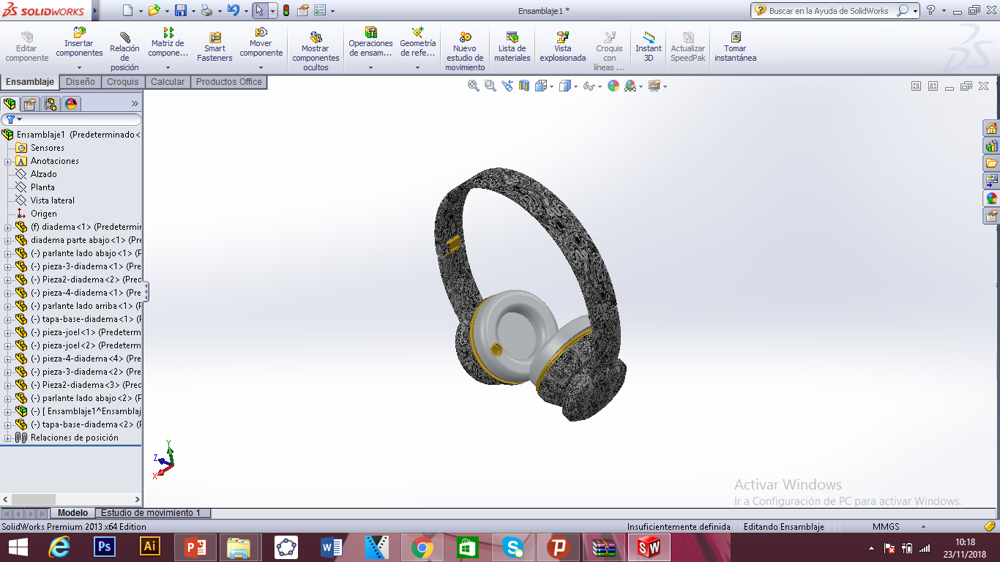 SOLIDWORKS
Ensamblaje1 *
Buscar en la Ayuda de SolidWorks
Editar
componente
Insertar
componentes
Relación
de
posición
Matriz de
compone...
Smart
Fasteners
Mover
componente
Mostrar
componentes
ocultos
Operaciones
de ensam...
Geometría
de refe...
Nuevo
estudio de
movimiento
Lista de
materiales
Vista
explosionada
Croquis
con
líneas ...
Instant
3D
Actualizar
SpeedPak
Tomar
instantánea
Ensamblaje
Diseño
Croquis
Calcular
Productos Office
Ensamblaje1 (Predeterminado<
Sensores
Anotaciones
Alzado
Planta
Vista lateral
Origen
(f) diadema<1> (Predetermin
diadema parte abajo<1> (Pre
(-) parlante lado abajo<1> (F
(-) pieza-3-diadema<1> (Pre
(-) Pieza2-diadema<2> (Prec
(-) pieza-4-diadema<1> (Pre
(-) parlante lado arriba<1> (F
(-) tapa-base-diadema<1> (F
(-) pieza-joel<1> (Predeterm
(-) pieza-joel<2> (Predeterm
(-) pieza-4-diadema<4> (Pre
(-) pieza-3-diadema<2> (Pre
(-) Pieza2-diadema<3> (Prec
(-) parlante lado abajo<2> (F
(-) [ Ensamblaje1^Ensamblaj
(-) tapa-base-diadema<2> (F
Relaciones de posición
Y
Z
X
Activar Windows
Ir a Configuración de PC para activar Windows.
Modelo
Estudio de movimiento 1
SolidWorks Premium 2013 x64 Edition
Insuficientemente definida
Editando Ensamblaje
MMGS
Ps
Ai
10:18
23/11/2018